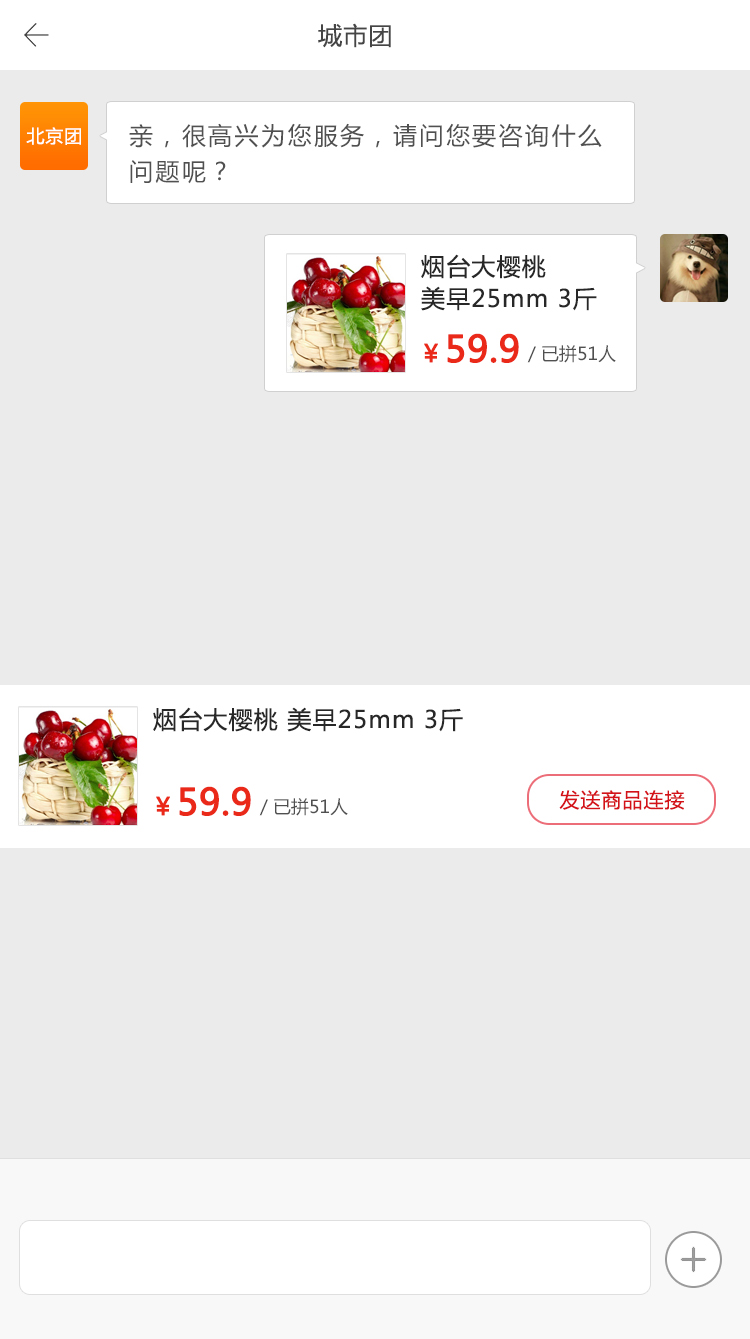 城市团
北京团
亲，很高兴为您服务，请问您要咨询什么
问题呢？
烟台大樱桃
美早25mm 3斤
¥ 59.9 / 已拼51人
烟台大樱桃 美早25mm 3斤
¥ 59.9 / 已拼51人
发送商品连接